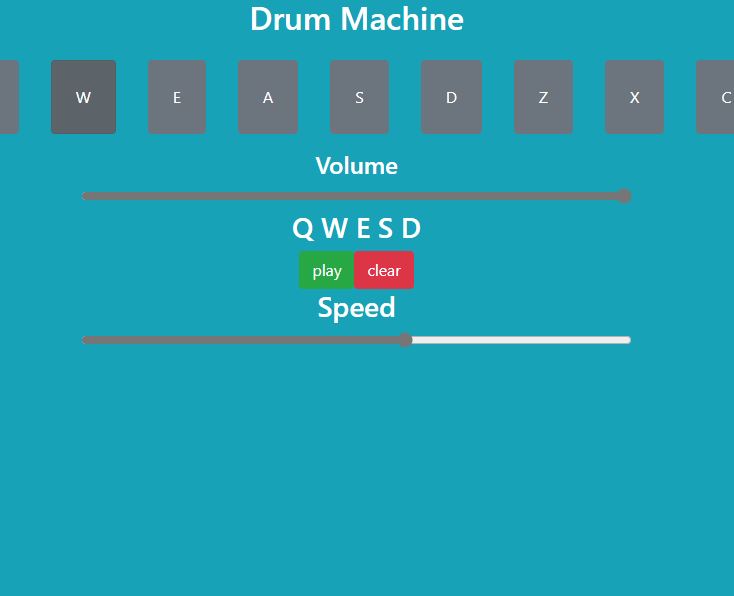 Drum Machine
W E A S D Z X C
Volume
Q W E S D
play clear
Speed